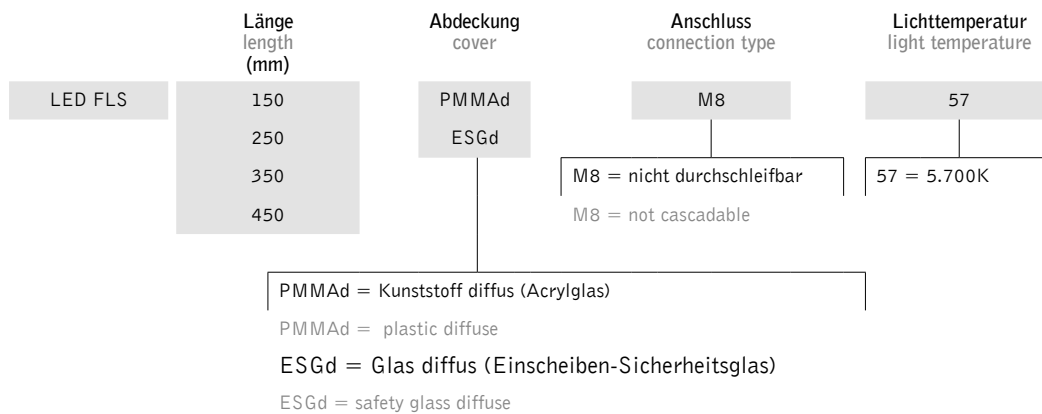 Länge Abdeckung Anschluss Lichttemperatur
length cover connection type light temperature
(mm)
LED FLS 150 PMMAd M8 57
250 ESGd
350 M8 = nicht durchschleifbar 57 = 5.700K
450 M8 = not cascadable
PMMAd = Kunststoff diffus (Acrylglas)
PMMAd = plastic diffuse
ESGd = Glas diffus (Einscheiben-Sicherheitsglas)
ESGd = safety glass diffuse